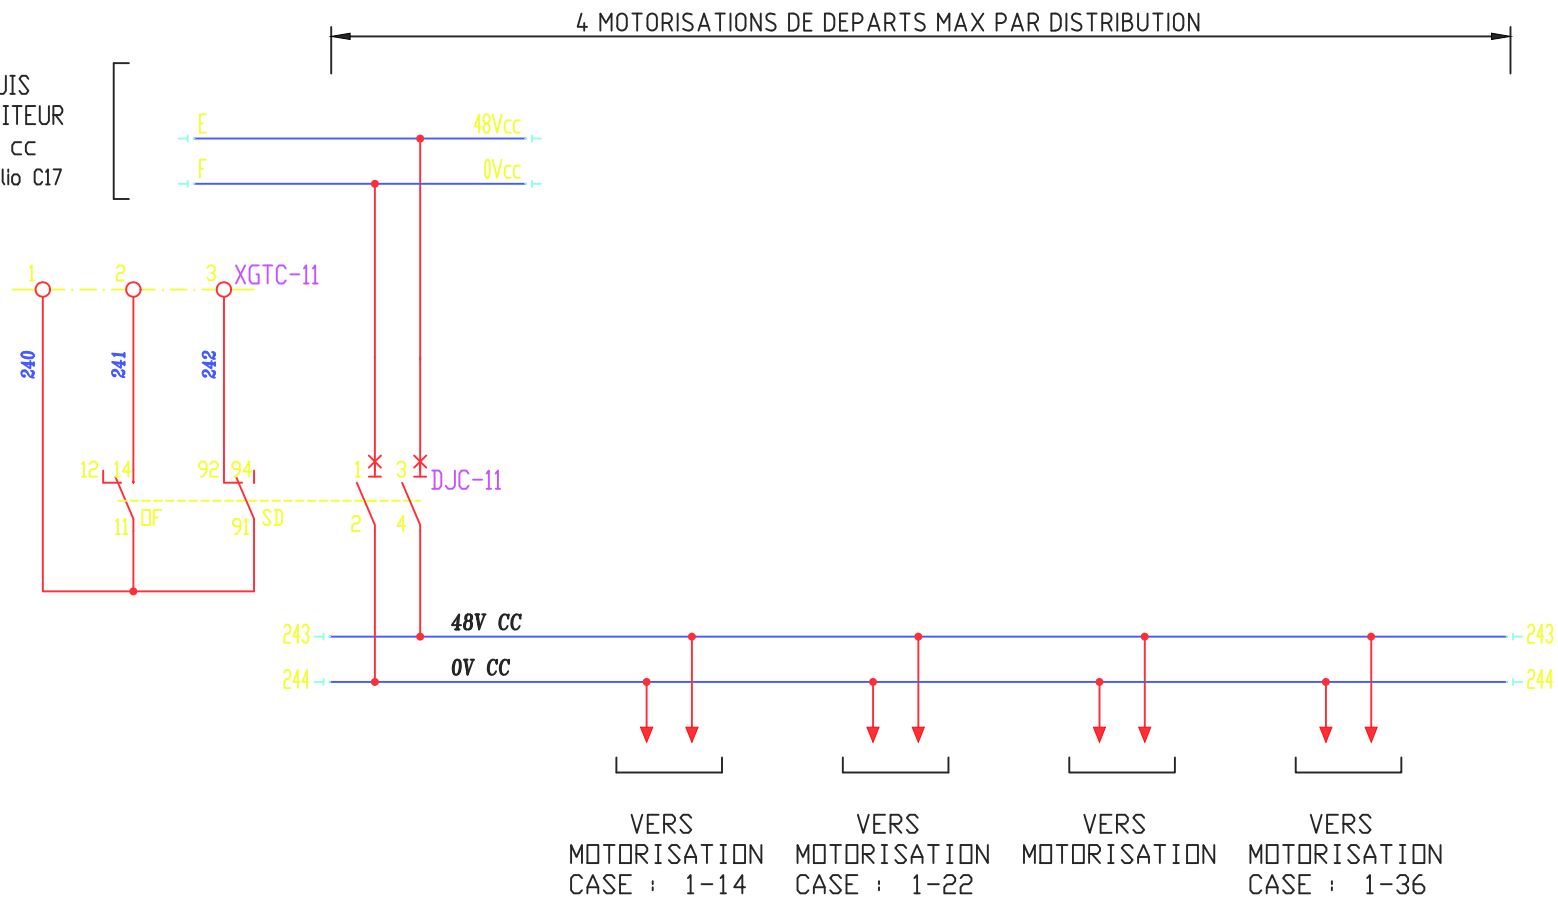 4 MOTORISATIONS DE DEPARTS MAX PAR DISTRIBUTION
UIS
ITEUR
cc
lio C17
E
48Vcc
F
0Vcc
1
2
3
XGTC-11
240
241
242
12
14
92
94
1
3
DJC-11
11
OF
91
SD
2
4
48V CC
243
243
0V CC
244
244
VERS
MOTORISATION
CASE : 1-14
VERS
MOTORISATION
CASE : 1-22
VERS
MOTORISATION
VERS
MOTORISATION
CASE : 1-36